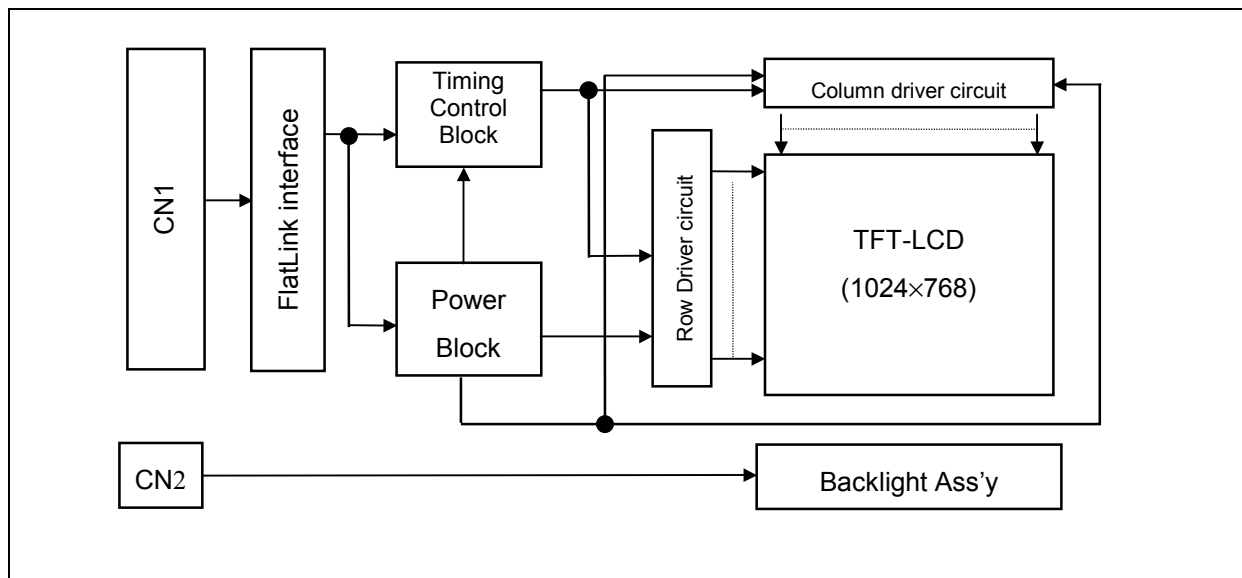 CN1
FlatLink interface
Timing
Control
Block
Power
Block
Row Driver circuit
Column driver circuit
TFT-LCD
(1024×768)
CN2
Backlight Ass’y